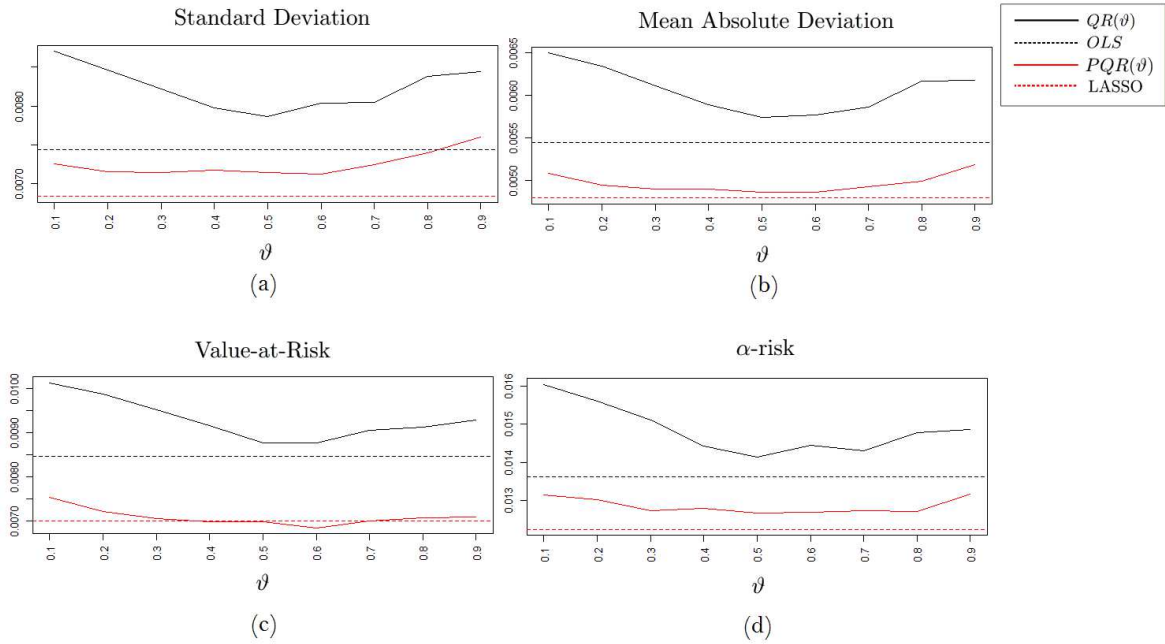 Standard Deviation
0.0080
0.0070
0.1 0.2 0.3 0.4 0.5 0.6 0.7 0.8 0.9
ϑ
(a)
Mean Absolute Deviation
0.0065
0.0060
0.0055
0.0050
0.1 0.2 0.3 0.4 0.5 0.6 0.7 0.8 0.9
ϑ
(b)
QR(ϑ)
OLS
PQR(ϑ)
LASSO
Value-at-Risk
0.0100
0.0090
0.0080
0.0070
0.1 0.2 0.3 0.4 0.5 0.6 0.7 0.8 0.9
ϑ
(c)
α-risk
0.016
0.015
0.014
0.013
0.1 0.2 0.3 0.4 0.5 0.6 0.7 0.8 0.9
ϑ
(d)